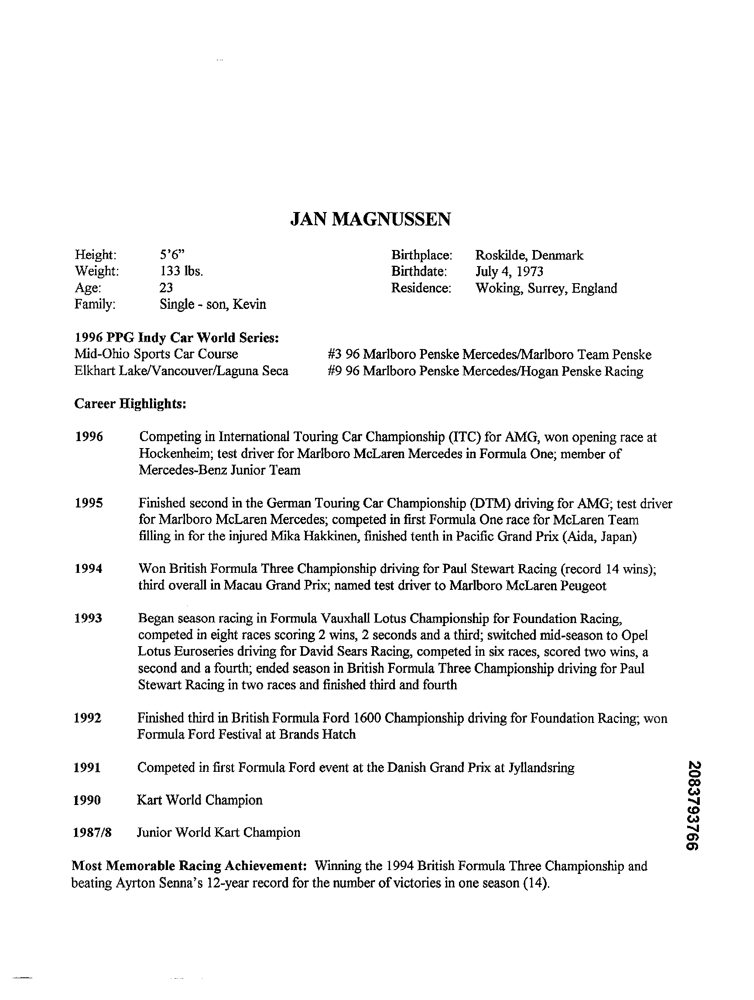 JAN MAGNUSSEN
Height: 5'6" Birthplace: Roskilde, Denmark
Weight: 133 lbs. Birthdate: July 4, 1973
Age: 23 Residence: Woking, Surrey, England
Family: Single - son, Kevin
1996 PPG Indy Car World Series:
Mid-Ohio Sports Car Course #3 96 Marlboro Penske Mercedes/Marlboro Team Penske
Elkhart Lake/Vancouver/Laguna Seca #9 96 Marlboro Penske Mercedes/Hogan Penske Racing
Career Highlights:
1996 Competing in International Touring Car Championship (ITC) for AMG, won opening race at
Hockenheim; test driver for Marlboro McLaren Mercedes in Formula One; member of
Mercedes-Benz Junior Team
1995 Finished second in the German Touring Car Championship (DTM) driving for AMG; test driver
for Marlboro McLaren Mercedes; competed in first Formula One race for McLaren Team
filling in for the injured Mika Hakkinen, finished tenth in Pacific Grand Prix (Aida, Japan)
1994 Won British Formula Three Championship driving for Paul Stewart Racing (record 14 wins);
third overall in Macau Grand Prix; named test driver to Marlboro McLaren Peugeot
1993 Began season racing in Formula Vauxhall Lotus Championship for Foundation Racing,
competed in eight races scoring 2 wins, 2 seconds and a third; switched mid-season to Opel
Lotus Euroseries driving for David Sears Racing, competed in six races, scored two wins, a
second and a fourth; ended season in British Formula Three Championship driving for Paul
Stewart Racing in two races and finished third and fourth
1992 Finished third in British Formula Ford 1600 Championship driving for Foundation Racing; won
Formula Ford Festival at Brands Hatch
1991 Competed in first Formula Ford event at the Danish Grand Prix at Jyllandsring
1990 Kart World Champion
1987/8 Junior World Kart Champion
Most Memorable Racing Achievement: Winning the 1994 British Formula Three Championship and
beating Ayrton Senna's 12-year record for the number of victories in one season (14).
2083793766